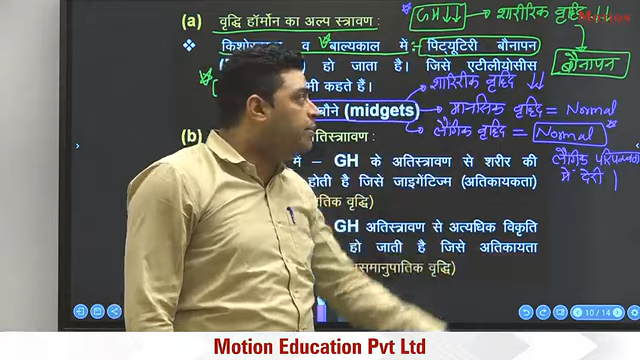 (a) वृद्धि हॉर्मोन का अल्प स्त्रावण :
GH↓↓ → शारीरिक वृद्धि ↓↓
MOTION
बौनापन
❖ व बाल्यकाल में :- पिट्यूटिरी बौनापन
हो जाता है। जिसे एटीलीयोसिस
भी कहते हैं।
शारिरीक वृद्धि ↓↓
बौने (midgets) → मानसिक वृद्धि = Normal
लैंगिक वृद्धि = Normal
लैंगिक परिपक्वता
में देरी
(b) अतिस्त्राावण :
में – GH के अतिस्त्रावण से शरीर की
होती है जिसे जाइगेंटिज्म (अतिकायकता)
वृद्धि)
GH अतिस्त्रावण से अत्यधिक विकृति
हो जाती है जिसे अतिकायता
वृद्धि)
10 / 14
Motion Education Pvt Ltd